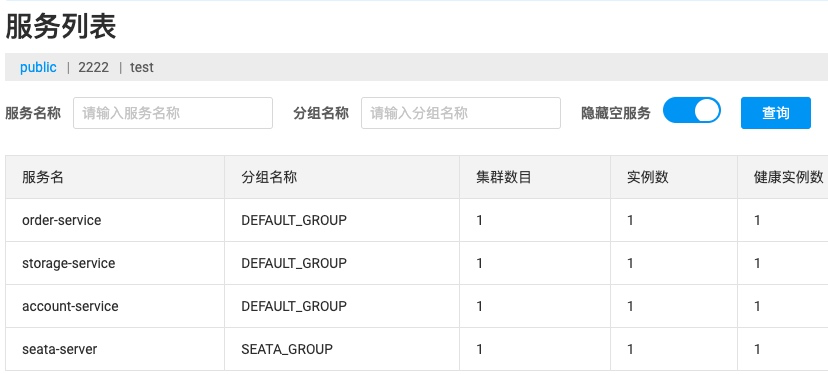 服务列表
public | 2222 | test
服务名称 请输入服务名称 分组名称 请输入分组名称 隐藏空服务 查询
服务名 分组名称 集群数目 实例数 健康实例数
order-service DEFAULT_GROUP 1 1 1
storage-service DEFAULT_GROUP 1 1 1
account-service DEFAULT_GROUP 1 1 1
seata-server SEATA_GROUP 1 1 1